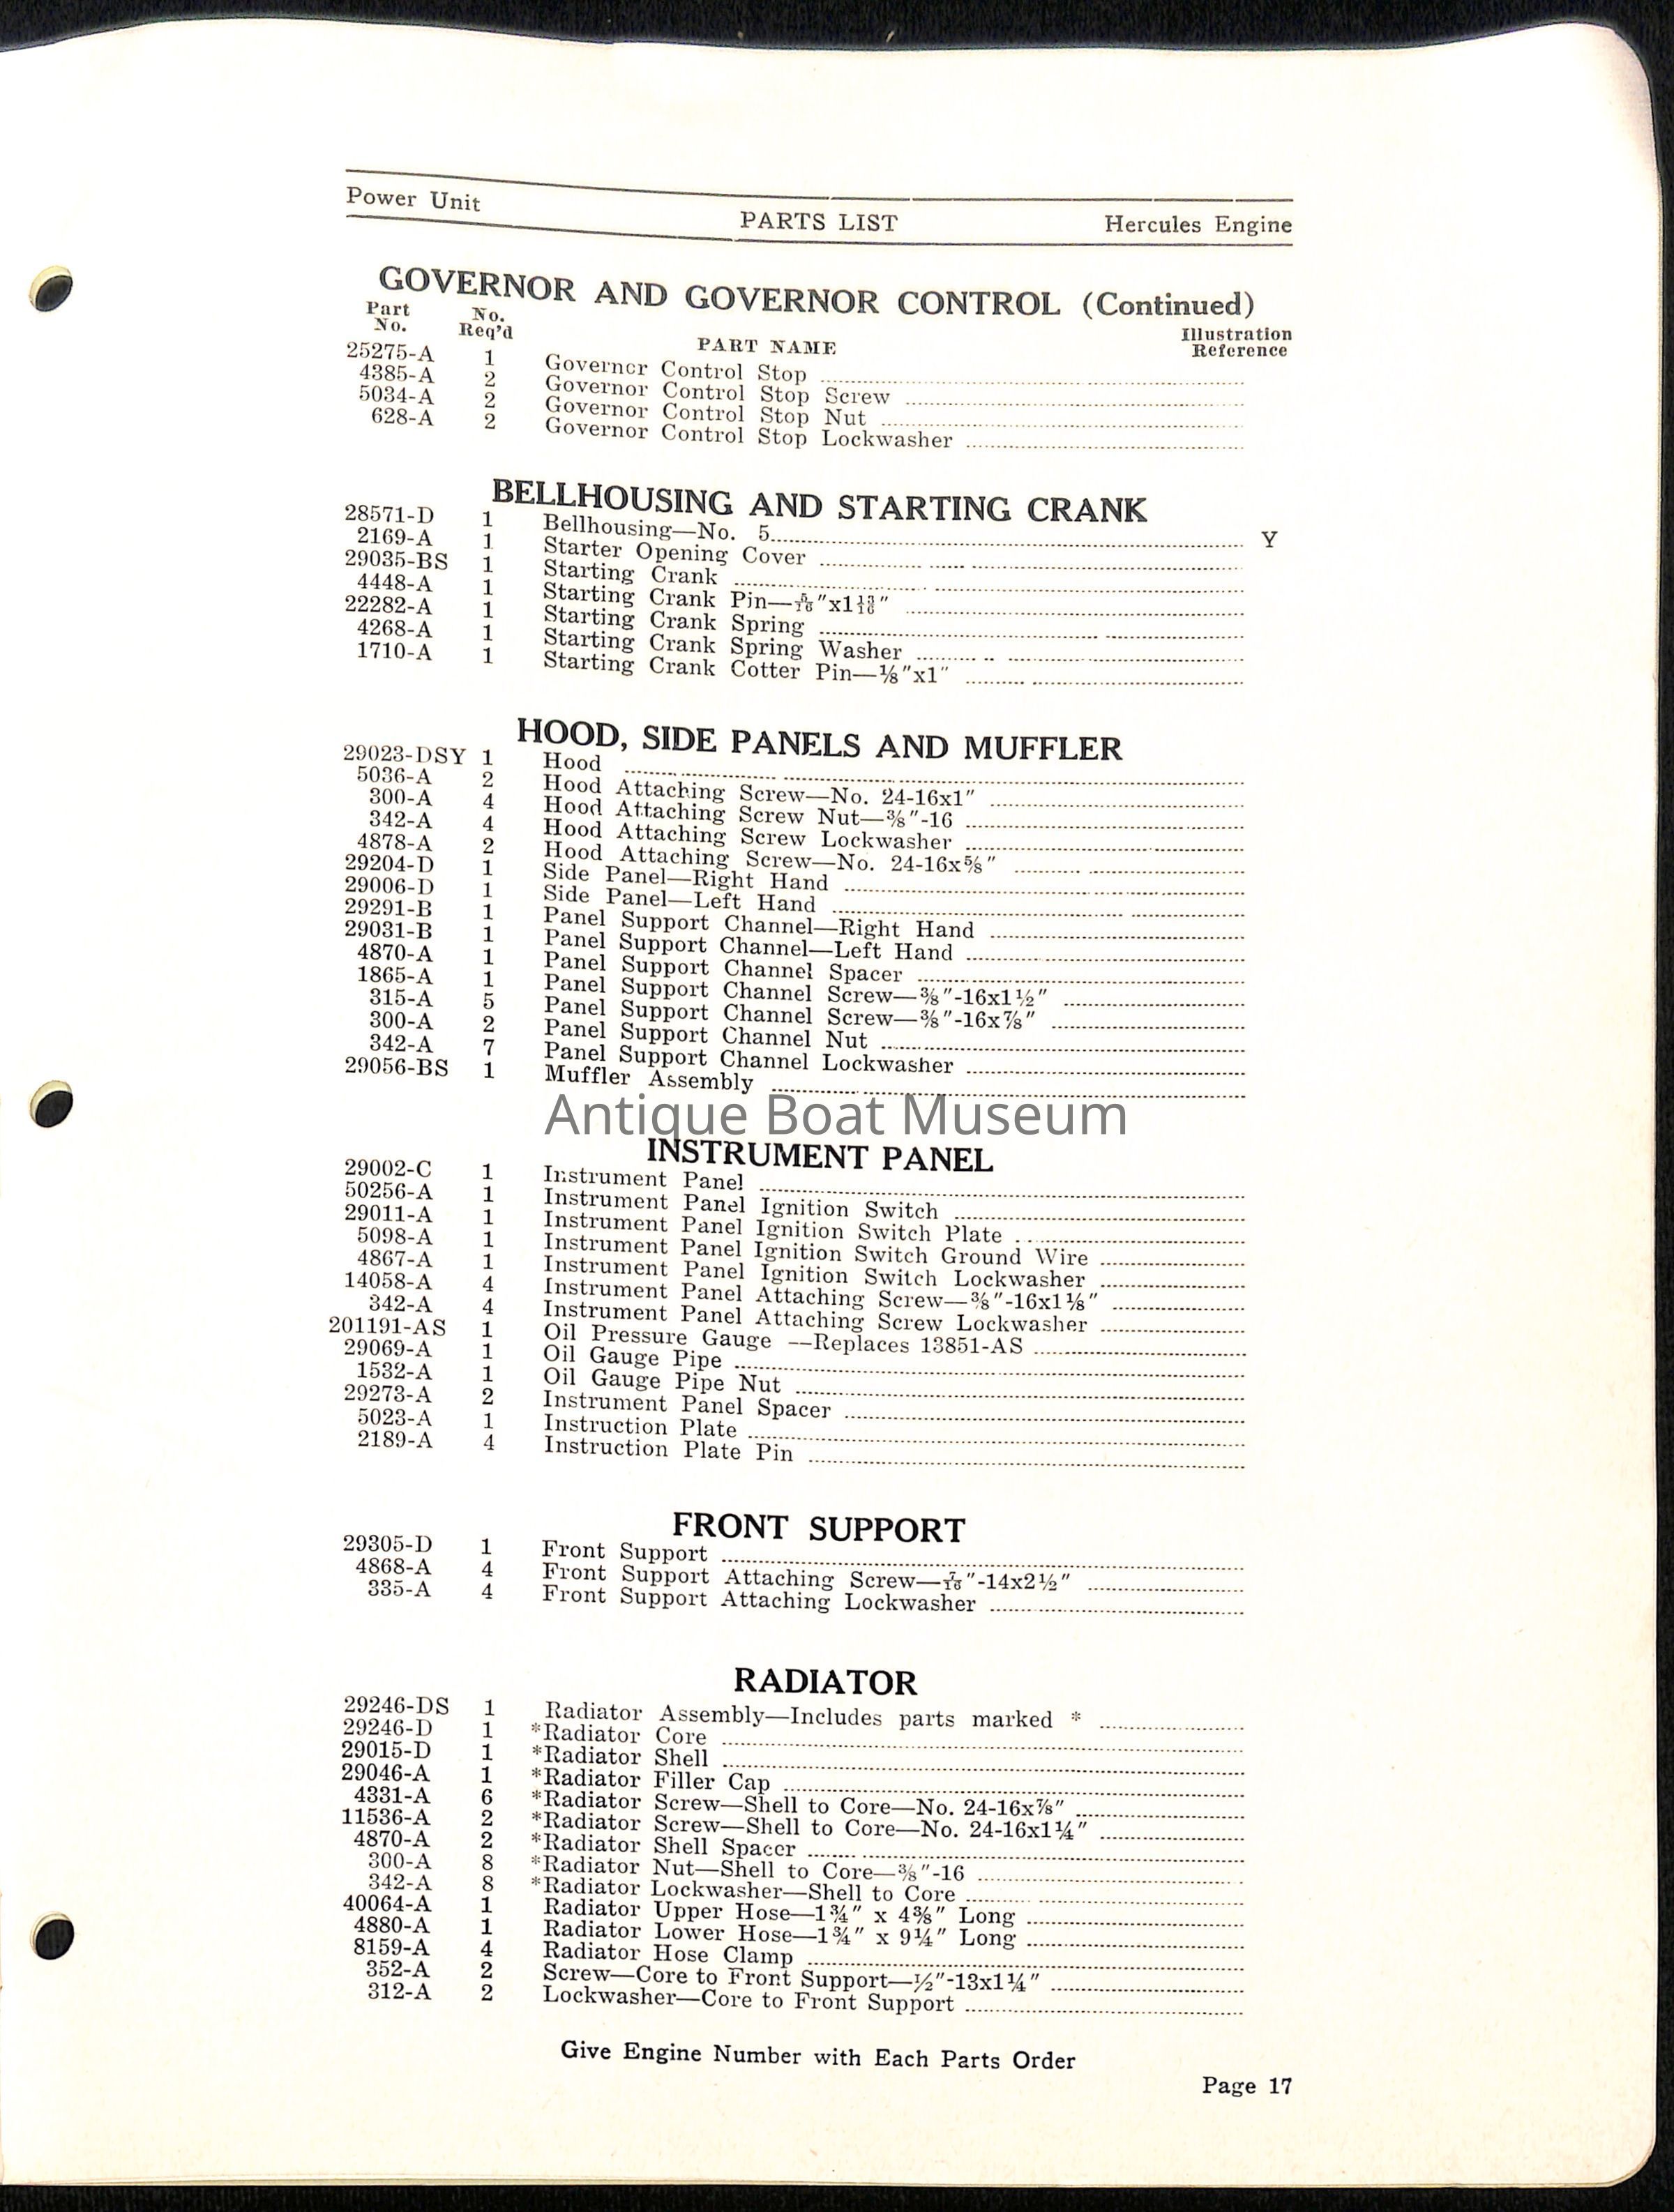 Power Unit PARTS LIST Hercules Engine
GOVERNOR AND GOVERNOR CONTROL (Continued)
Part No. No. Req'd PART NAME Illustration Reference
25275-A 1 Governor Control Stop
4385-A 2 Governor Control Stop Screw
5034-A 2 Governor Control Stop Nut
628-A 2 Governor Control Stop Lockwasher
BELLHOUSING AND STARTING CRANK
28571-D 1 Bellhousing—No. 5 Y
2169-A 1 Starter Opening Cover
29035-BS 1 Starting Crank
4448-A 1 Starting Crank Pin—5/16"x1 13/16"
22282-A 1 Starting Crank Spring
4268-A 1 Starting Crank Spring Washer
1710-A 1 Starting Crank Cotter Pin—⅛"x1"
HOOD, SIDE PANELS AND MUFFLER
29023-DSY 1 Hood
5036-A 2 Hood Attaching Screw—No. 24-16x1"
300-A 4 Hood Attaching Screw Nut—⅜"-16
342-A 4 Hood Attaching Screw Lockwasher
4878-A 2 Hood Attaching Screw—No. 24-16x⅝"
29204-D 1 Side Panel—Right Hand
29006-D 1 Side Panel—Left Hand
29291-B 1 Panel Support Channel—Right Hand
29031-B 1 Panel Support Channel—Left Hand
4870-A 1 Panel Support Channel Spacer
1865-A 1 Panel Support Channel Screw—⅜"-16x1½"
315-A 5 Panel Support Channel Screw—⅜"-16x⅞"
300-A 2 Panel Support Channel Nut
342-A 7 Panel Support Channel Lockwasher
29056-BS 1 Muffler Assembly
Antique Boat Museum
INSTRUMENT PANEL
29002-C 1 Instrument Panel
50256-A 1 Instrument Panel Ignition Switch
29011-A 1 Instrument Panel Ignition Switch Plate
5098-A 1 Instrument Panel Ignition Switch Ground Wire
4867-A 1 Instrument Panel Ignition Switch Lockwasher
14058-A 4 Instrument Panel Attaching Screw—⅜"-16x1⅛"
342-A 4 Instrument Panel Attaching Screw Lockwasher
201191-AS 1 Oil Pressure Gauge —Replaces 13851-AS
29069-A 1 Oil Gauge Pipe
1532-A 1 Oil Gauge Pipe Nut
29273-A 2 Instrument Panel Spacer
5023-A 1 Instruction Plate
2189-A 4 Instruction Plate Pin
FRONT SUPPORT
29305-D 1 Front Support
4868-A 4 Front Support Attaching Screw—7/16"-14x2½"
335-A 4 Front Support Attaching Lockwasher
RADIATOR
29246-DS 1 Radiator Assembly—Includes parts marked *
29246-D 1 *Radiator Core
29015-D 1 *Radiator Shell
29046-A 1 *Radiator Filler Cap
4331-A 6 *Radiator Screw—Shell to Core—No. 24-16x⅞"
11536-A 2 *Radiator Screw—Shell to Core—No. 24-16x1¼"
4870-A 2 *Radiator Shell Spacer
300-A 8 *Radiator Nut—Shell to Core—⅜"-16
342-A 8 *Radiator Lockwasher—Shell to Core
40064-A 1 Radiator Upper Hose—1¾" x 4⅜" Long
4880-A 1 Radiator Lower Hose—1¾" x 9¼" Long
8159-A 4 Radiator Hose Clamp
352-A 2 Screw—Core to Front Support—½"-13x1¼"
312-A 2 Lockwasher—Core to Front Support
Give Engine Number with Each Parts Order
Page 17